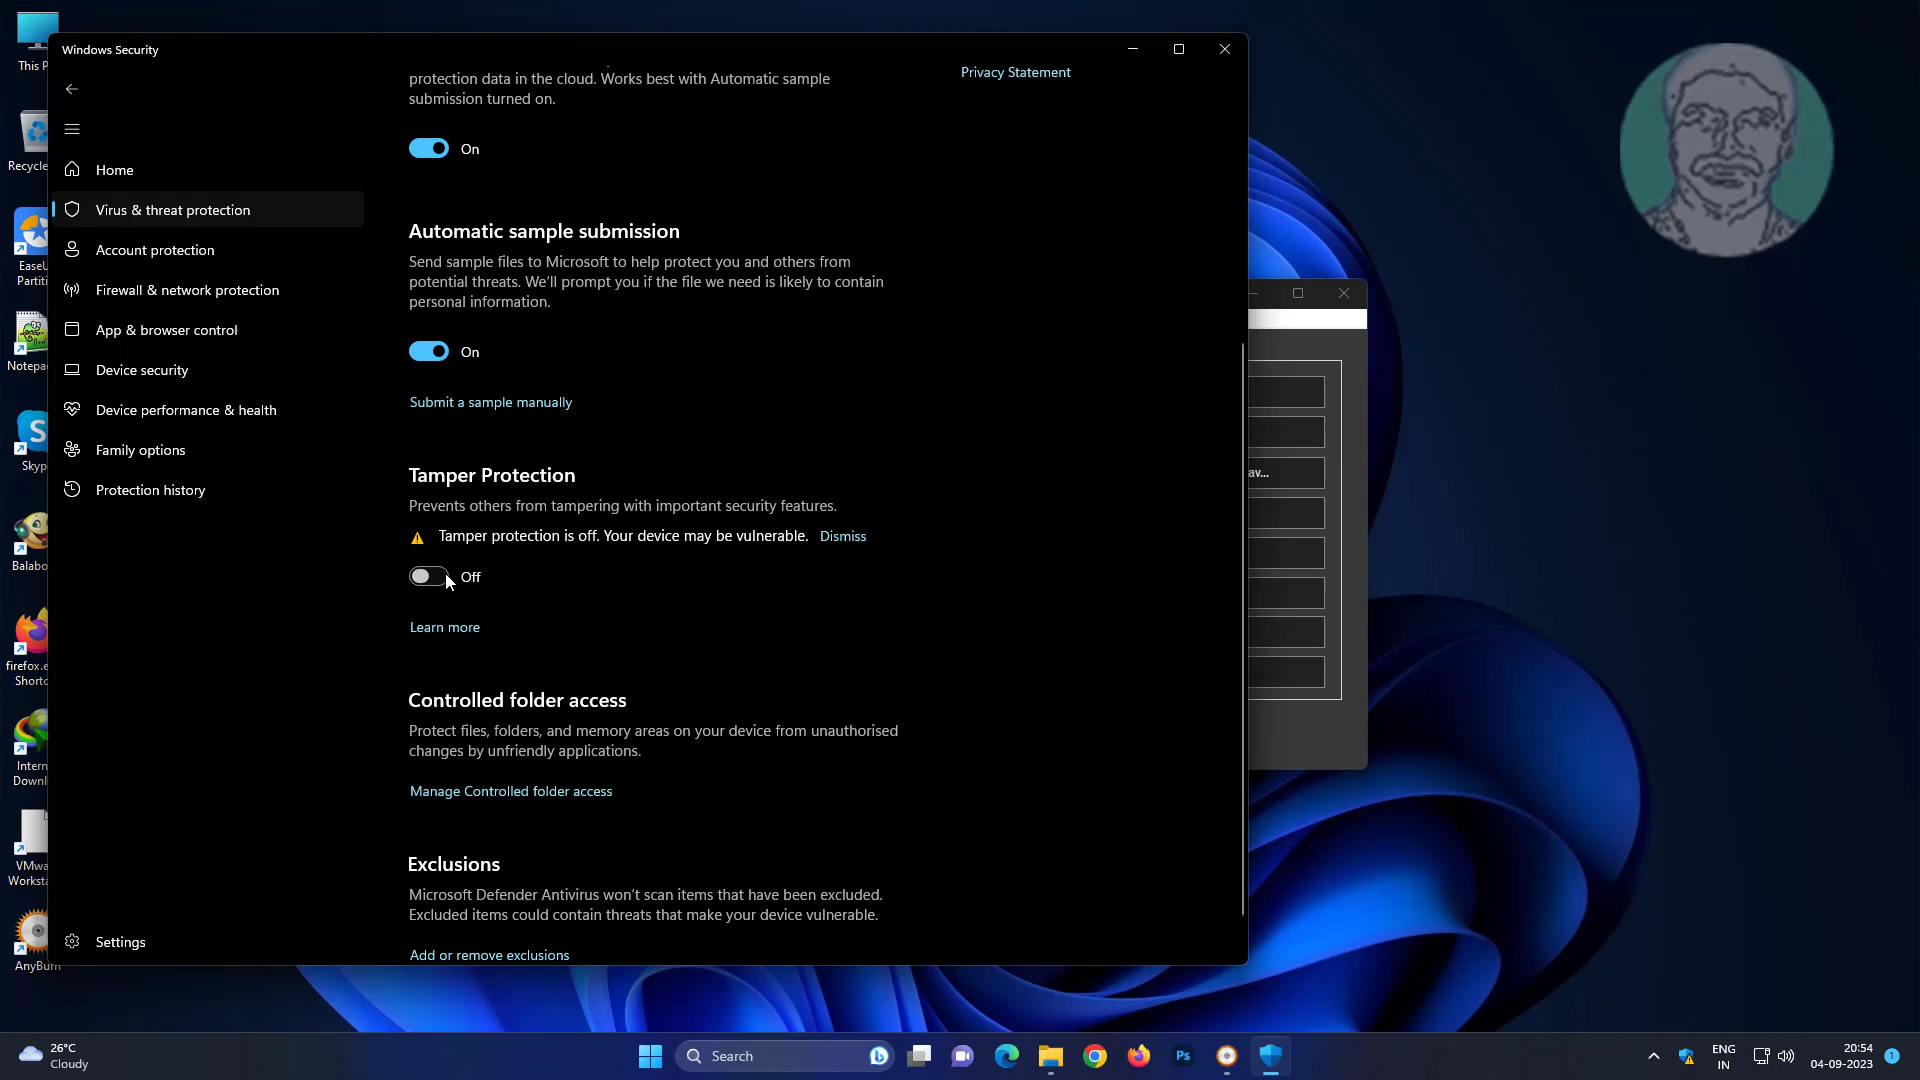 This P
Recycle
EaseU
Partiti
Notepa
Skyp
Balabo
firefox.e
Shortc
Intern
Downl
VMwa
Workst
AnyBurn
Windows Security
Home
Virus & threat protection
Account protection
Firewall & network protection
App & browser control
Device security
Device performance & health
Family options
Protection history
Settings
protection data in the cloud. Works best with Automatic sample
submission turned on.
On
Privacy Statement
Automatic sample submission
Send sample files to Microsoft to help protect you and others from
potential threats. We'll prompt you if the file we need is likely to contain
personal information.
On
Submit a sample manually
Tamper Protection
Prevents others from tampering with important security features.
Tamper protection is off. Your device may be vulnerable. Dismiss
Off
Learn more
Controlled folder access
Protect files, folders, and memory areas on your device from unauthorised
changes by unfriendly applications.
Manage Controlled folder access
Exclusions
Microsoft Defender Antivirus won't scan items that have been excluded.
Excluded items could contain threats that make your device vulnerable.
Add or remove exclusions
av...
26°C
Cloudy
Search
Ps
ENG
IN
20:54
04-09-2023
1